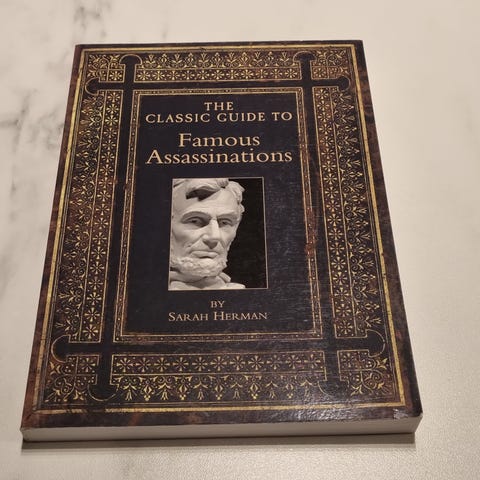 THE
CLASSIC GUIDE TO
Famous
Assassinations
BY
SARAH HERMAN